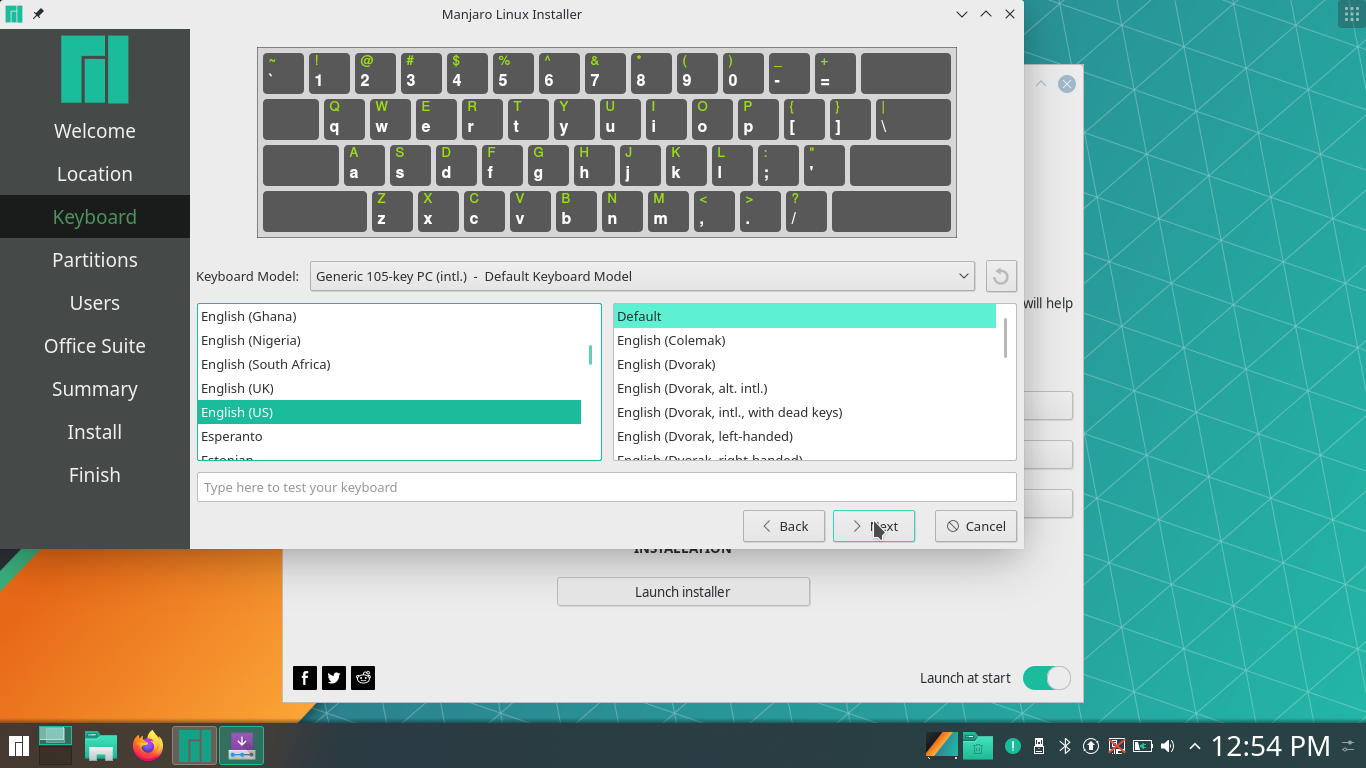 Manjaro Linux Installer
Welcome
Location
Keyboard
Partitions
Users
Office Suite
Summary
Install
Finish
~ ! @ # $ % ^ & * ( ) _ +
` 1 2 3 4 5 6 7 8 9 0 - =
Q W E R T Y U I O P { } |
q w e r t y u i o p [ ] \
A S D F G H J K L : "
a s d f g h j k l ; '
Z X C V B N M < > ?
z x c v b n m , . /
Keyboard Model: Generic 105-key PC (intl.) - Default Keyboard Model
English (Ghana)
English (Nigeria)
English (South Africa)
English (UK)
English (US)
Esperanto
Estonian
Default
English (Colemak)
English (Dvorak)
English (Dvorak, alt. intl.)
English (Dvorak, intl., with dead keys)
English (Dvorak, left-handed)
English (Dvorak, right-handed)
Type here to test your keyboard
Back
Next
Cancel
will help
INSTALLATION
Launch installer
Launch at start
12:54 PM